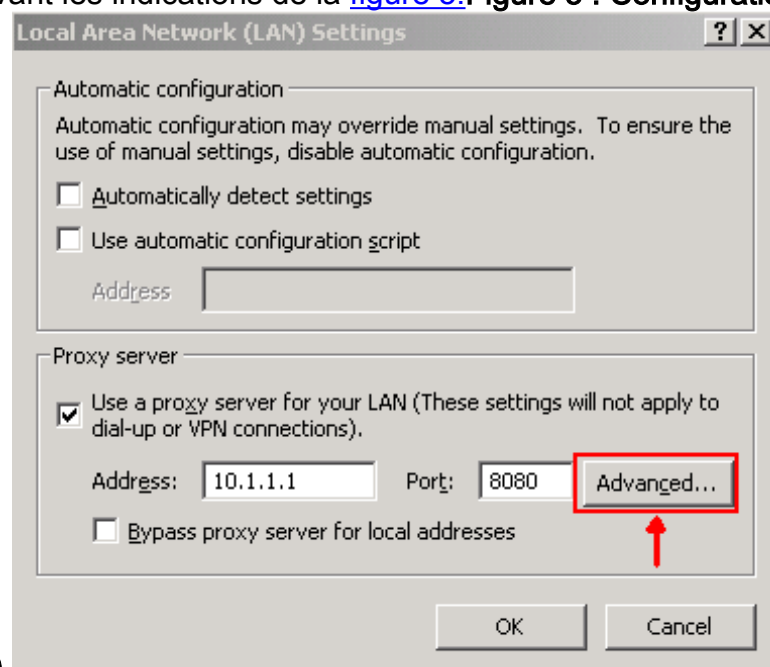 vant les indications de la figure 3.Figure 3 : Configuratio
Local Area Network (LAN) Settings
Automatic configuration
Automatic configuration may override manual settings. To ensure the
use of manual settings, disable automatic configuration.
Automatically detect settings
Use automatic configuration script
Address
Proxy server
Use a proxy server for your LAN (These settings will not apply to
dial-up or VPN connections).
Address: 10.1.1.1 Port: 8080 Advanced...
Bypass proxy server for local addresses
OK Cancel